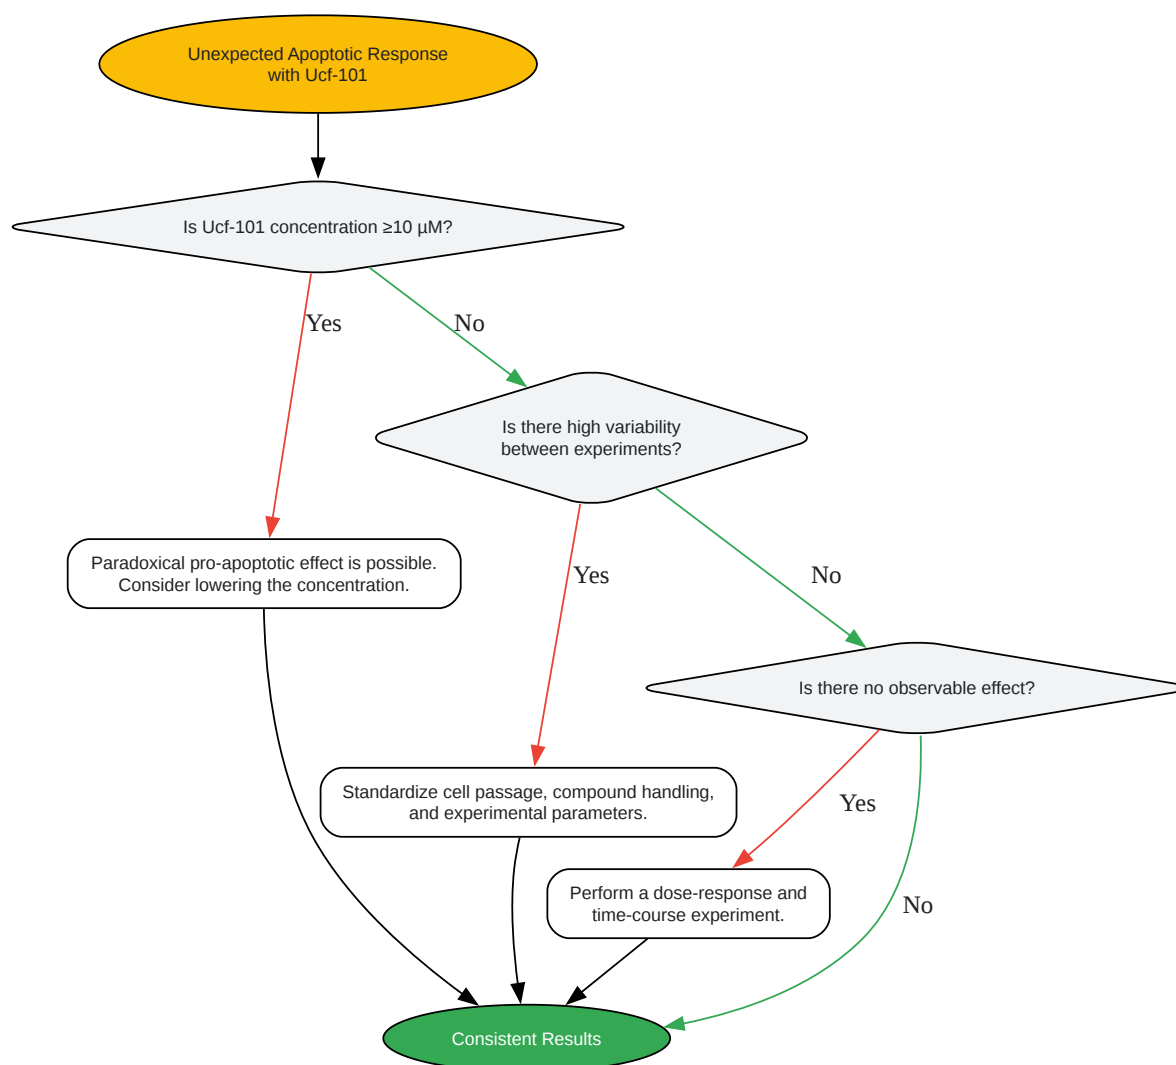 Unexpected Apoptotic Response
with Ucf-101
Is Ucf-101 concentration ≥10 µM?
Yes
No
Is there high variability
between experiments?
Paradoxical pro-apoptotic effect is possible.
Consider lowering the concentration.
Yes
No
Is there no observable effect?
Standardize cell passage, compound handling,
and experimental parameters.
Yes
Perform a dose-response and
time-course experiment.
No
Consistent Results